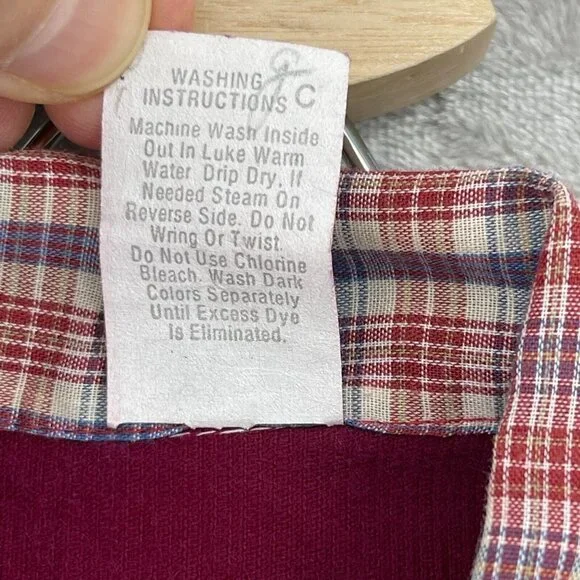 WASHING
INSTRUCTIONS C
Machine Wash Inside
Out In Luke Warm
Water Drip Dry, If
Needed Steam On
Reverse Side. Do Not
Wring Or Twist.
Do Not Use Chlorine
Bleach. Wash Dark
Colors Separately
Until Excess Dye
Is Eliminated.